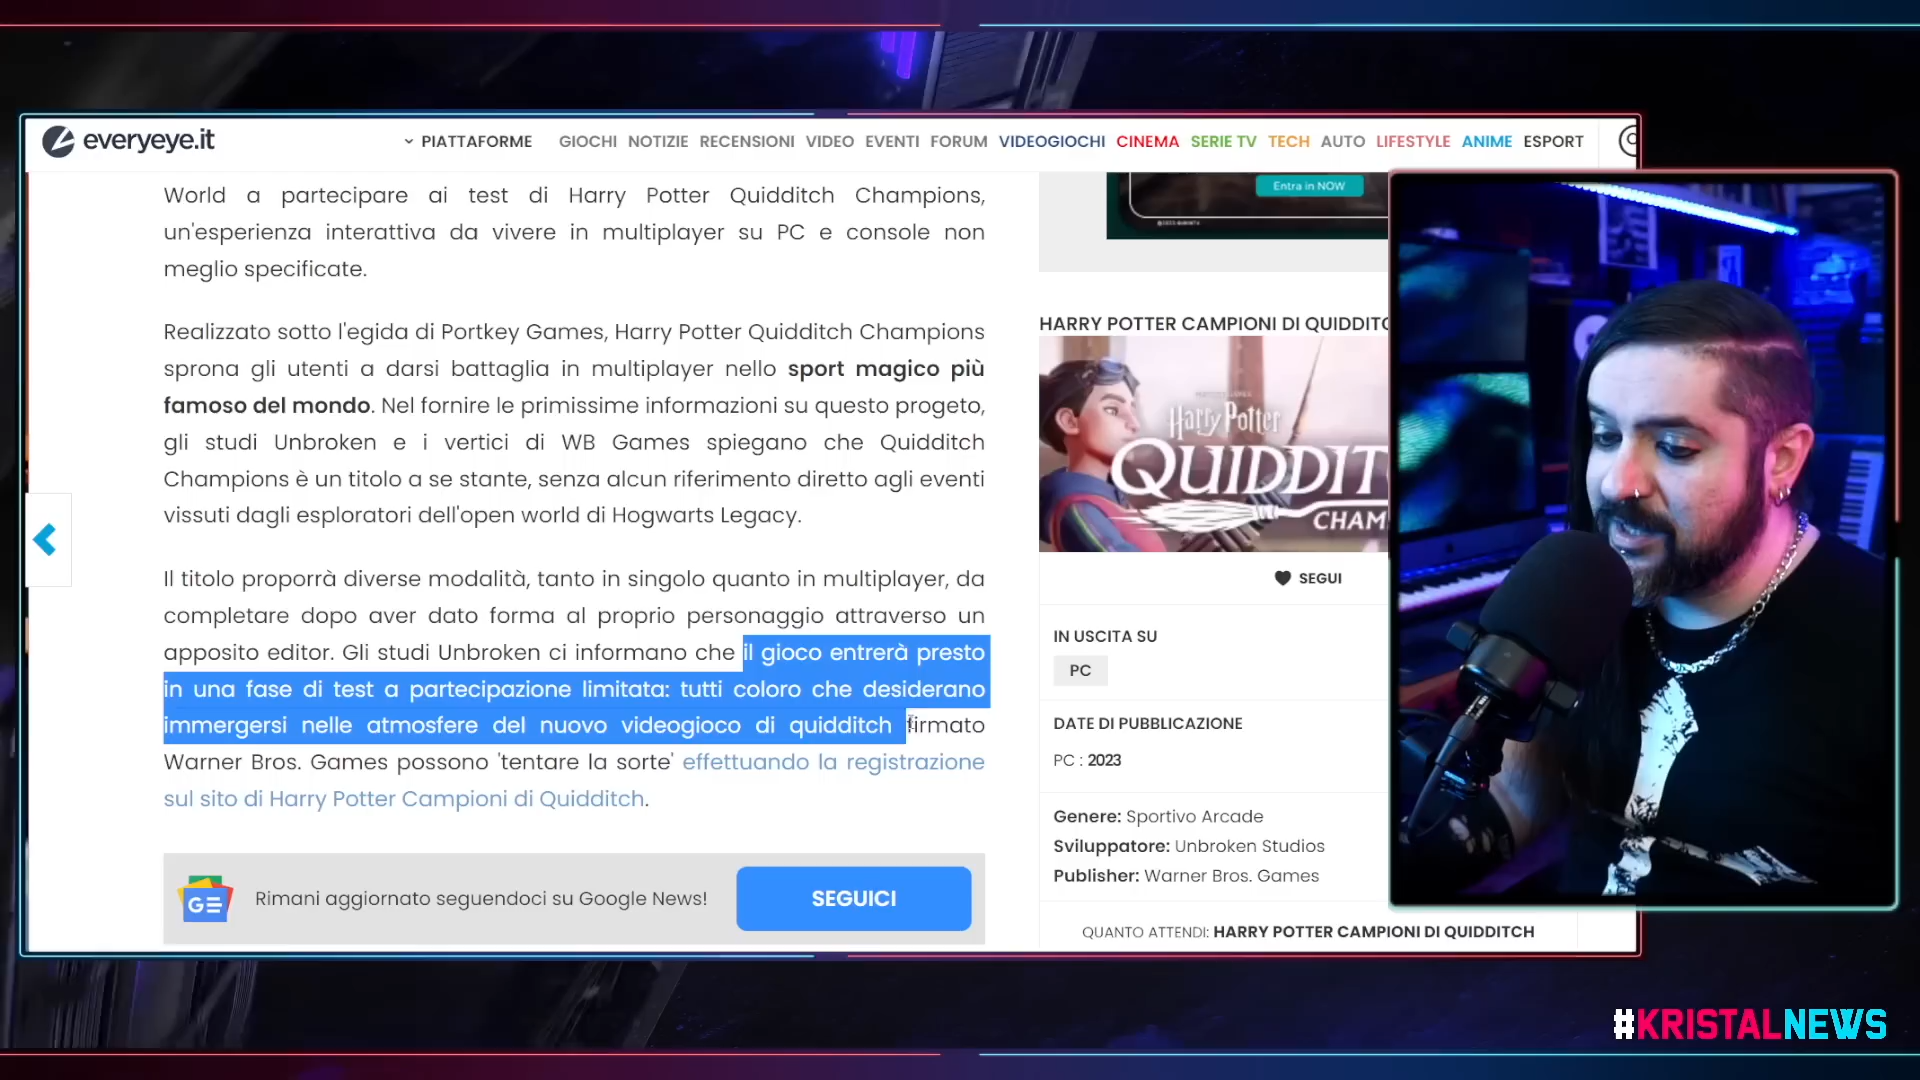 everyeye.it
PIATTAFORME GIOCHI NOTIZIE RECENSIONI VIDEO EVENTI FORUM VIDEOGIOCHI CINEMA SERIE TV TECH AUTO LIFESTYLE ANIME ESPORT
World a partecipare ai test di Harry Potter Quidditch Champions,
un'esperienza interattiva da vivere in multiplayer su PC e console non
meglio specificate.
Realizzato sotto l'egida di Portkey Games, Harry Potter Quidditch Champions
sprona gli utenti a darsi battaglia in multiplayer nello sport magico più
famoso del mondo. Nel fornire le primissime informazioni su questo progeto,
gli studi Unbroken e i vertici di WB Games spiegano che Quidditch
Champions è un titolo a se stante, senza alcun riferimento diretto agli eventi
vissuti dagli esploratori dell'open world di Hogwarts Legacy.
Il titolo proporrà diverse modalità, tanto in singolo quanto in multiplayer, da
completare dopo aver dato forma al proprio personaggio attraverso un
apposito editor. Gli studi Unbroken ci informano che il gioco entrerà presto
in una fase di test a partecipazione limitata: tutti coloro che desiderano
immergersi nelle atmosfere del nuovo videogioco di quidditch firmato
Warner Bros. Games possono 'tentare la sorte' effettuando la registrazione
sul sito di Harry Potter Campioni di Quidditch.
GE
Rimani aggiornato seguendoci su Google News!
SEGUICI
Entra in NOW
HARRY POTTER CAMPIONI DI QUIDDITC
Harry Potter
QUIDDIT
CHAM
SEGUI
IN USCITA SU
PC
DATE DI PUBBLICAZIONE
PC : 2023
Genere: Sportivo Arcade
Sviluppatore: Unbroken Studios
Publisher: Warner Bros. Games
QUANTO ATTENDI: HARRY POTTER CAMPIONI DI QUIDDITCH
#KRISTALNEWS